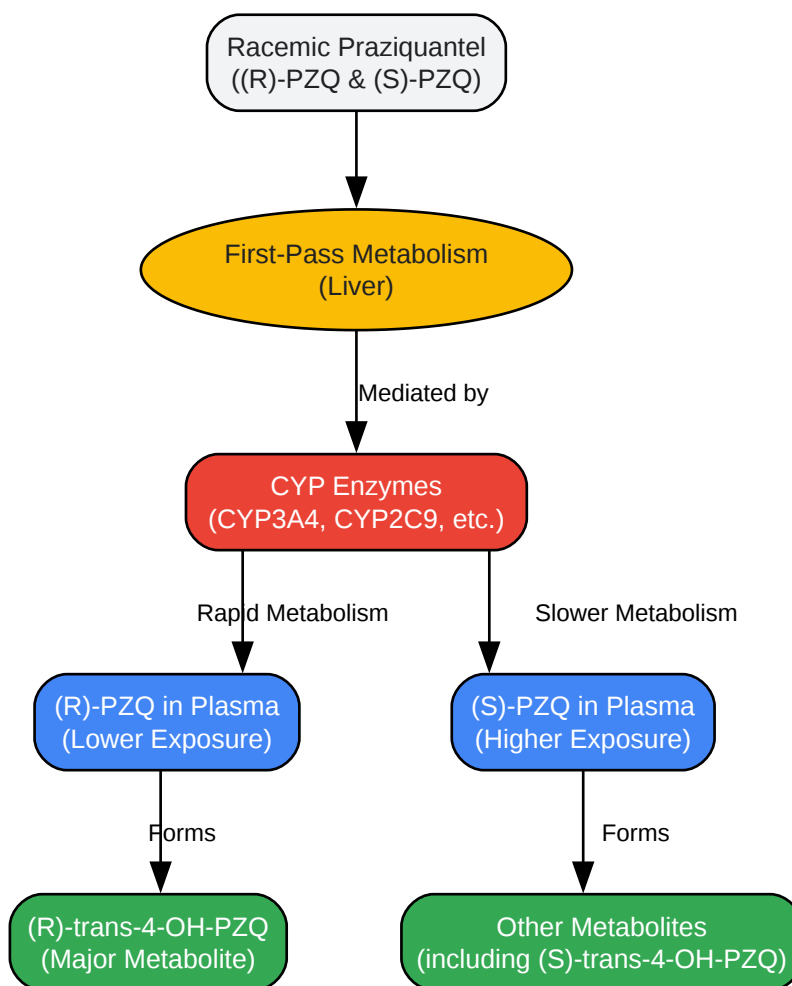 Racemic Praziquantel
((R)-PZQ & (S)-PZQ)
First-Pass Metabolism
(Liver)
Mediated by
CYP Enzymes
(CYP3A4, CYP2C9, etc.)
Rapid Metabolism
Slower Metabolism
(R)-PZQ in Plasma
(Lower Exposure)
(S)-PZQ in Plasma
(Higher Exposure)
Forms
Forms
(R)-trans-4-OH-PZQ
(Major Metabolite)
Other Metabolites
(including (S)-trans-4-OH-PZQ)